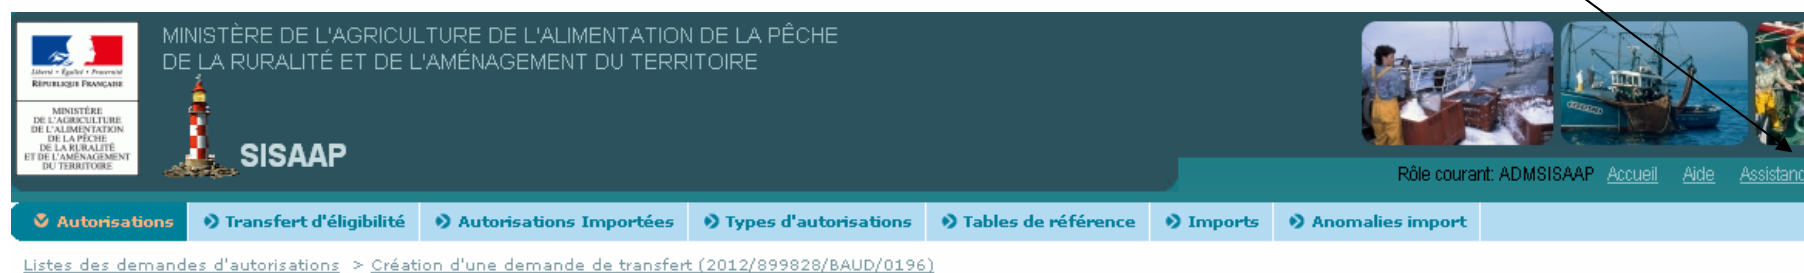 MINISTÈRE DE L'AGRICULTURE DE L'ALIMENTATION DE LA PÊCHE
DE LA RURALITÉ ET DE L'AMÉNAGEMENT DU TERRITOIRE
Liberté • Égalité • Fraternité
RÉPUBLIQUE FRANÇAISE
MINISTÈRE
DE L'AGRICULTURE
DE L'ALIMENTATION
DE LA PÊCHE
DE LA RURALITÉ
ET DE L'AMÉNAGEMENT
DU TERRITOIRE
SISAAP
Rôle courant: ADMSISAAP Accueil Aide Assistanc
Autorisations Transfert d'éligibilité Autorisations Importées Types d'autorisations Tables de référence Imports Anomalies import
Listes des demandes d'autorisations > Création d'une demande de transfert (2012/899828/BAUD/0196)